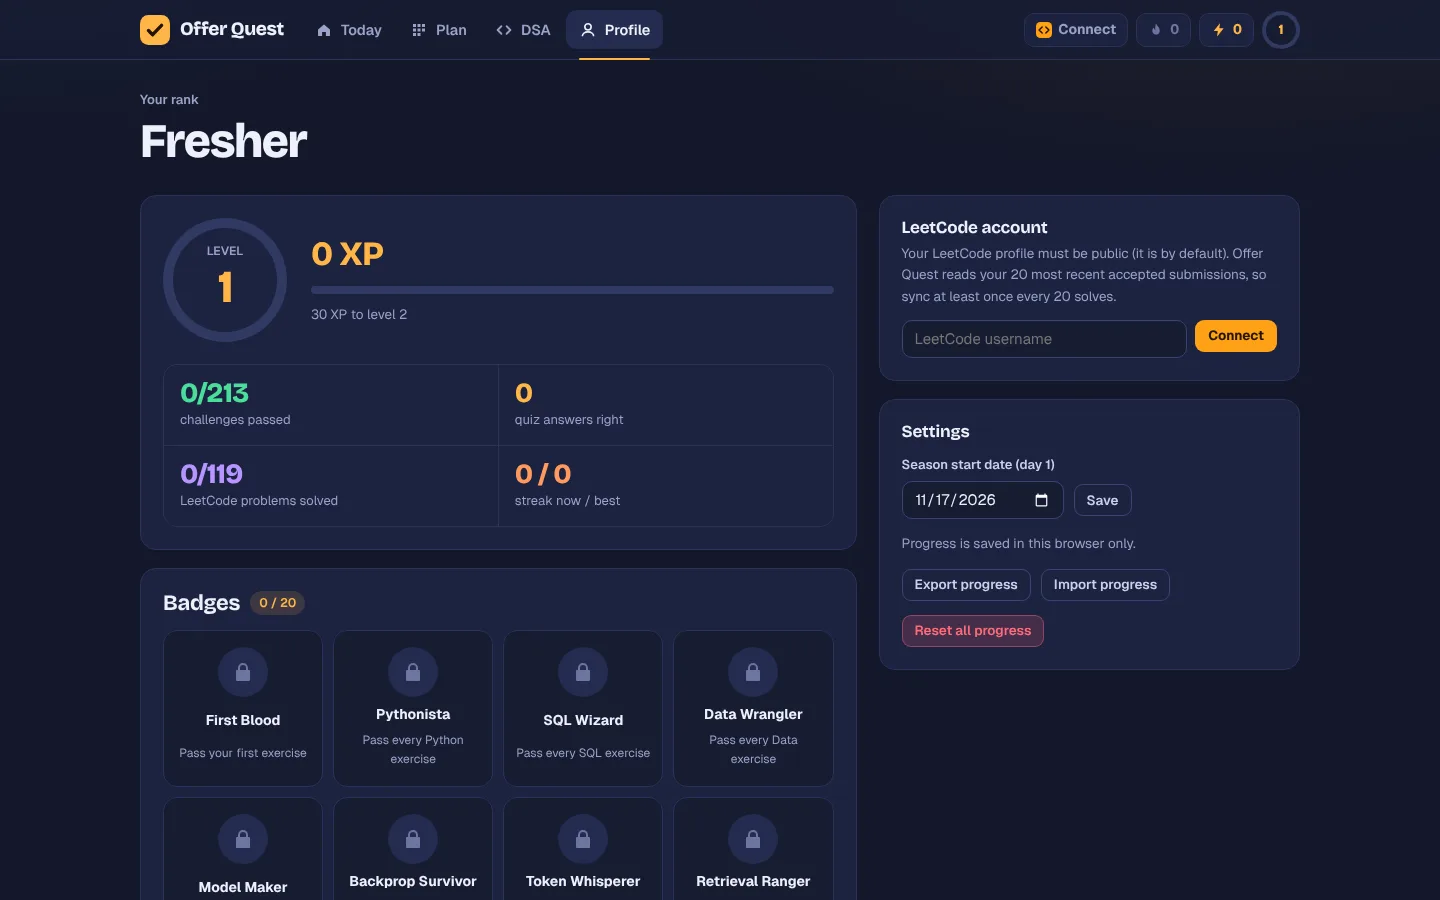 Offer Quest
Today
Plan
DSA
Profile
Connect
0
0
1
Your rank
Fresher
LEVEL
1
0 XP
30 XP to level 2
0/213
challenges passed
0
quiz answers right
0/119
LeetCode problems solved
0 / 0
streak now / best
Badges
0 / 20
First Blood
Pass your first exercise
Pythonista
Pass every Python
exercise
SQL Wizard
Pass every SQL exercise
Data Wrangler
Pass every Data
exercise
Model Maker
Backprop Survivor
Token Whisperer
Retrieval Ranger
LeetCode account
Your LeetCode profile must be public (it is by default). Offer
Quest reads your 20 most recent accepted submissions, so
sync at least once every 20 solves.
LeetCode username
Connect
Settings
Season start date (day 1)
11/17/2026
Save
Progress is saved in this browser only.
Export progress
Import progress
Reset all progress